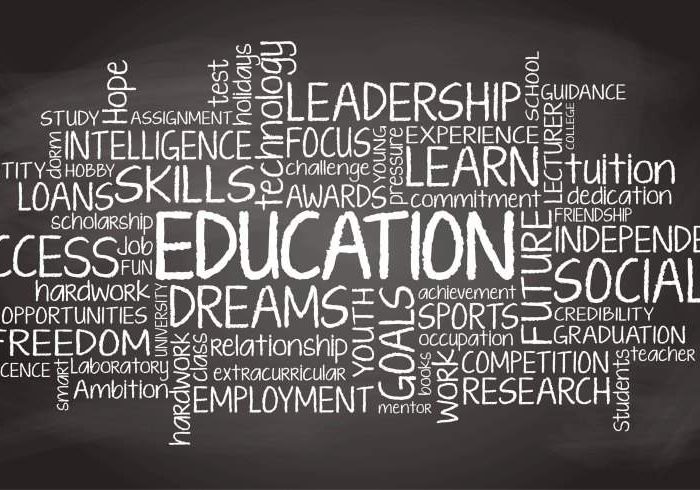 Hope
test
holidays
technology
LEADERSHIP
SCHOOL
GUIDANCE
STUDY
ASSIGNMENT
dorm
INTELLIGENCE
FOCUS
YOUNG
pressure
EXPERIENCE
LECTURER
COLLEGE
TITY
HOBBY
challenge
LEARN
tuition
LOANS
SKILLS
AWARDS
commitment
dedication
scholarship
EDUCATION
FUTURE
FRIENDSHIP
CCESS
Job
FUN
INDEPENDE
SOCIAL
hardwork
UNIVERSITY
DREAMS
YOUTH
GOALS
achievement
OPPORTUNITIES
SPORTS
CREDIBILITY
FREEDOM
hardwork
class
Relationship
occupation
GRADUATION
CENCE
smart
Laboratory
extracurricular
books
WORK
COMPETITION
Students
teacher
Ambition
EMPLOYMENT
mentor
RESEARCH